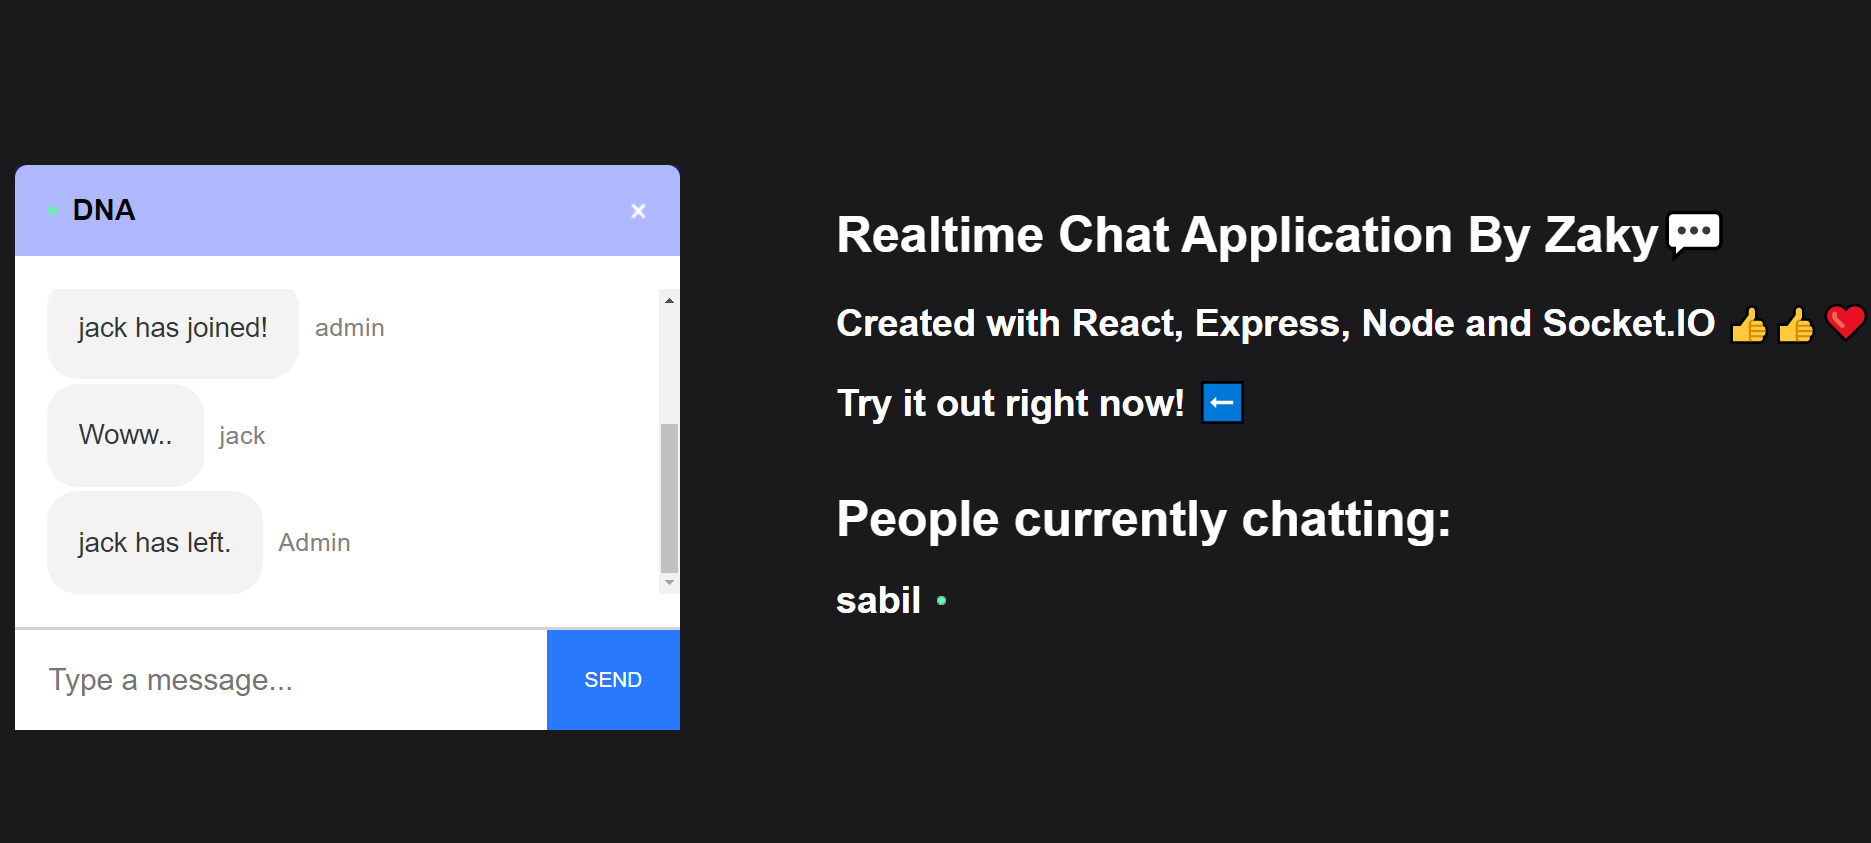 DNA
jack has joined! admin
Woww.. jack
jack has left. Admin
Type a message...
SEND
Realtime Chat Application By Zaky💬
Created with React, Express, Node and Socket.IO 👍👍❤️
Try it out right now! ⬅️
People currently chatting:
sabil